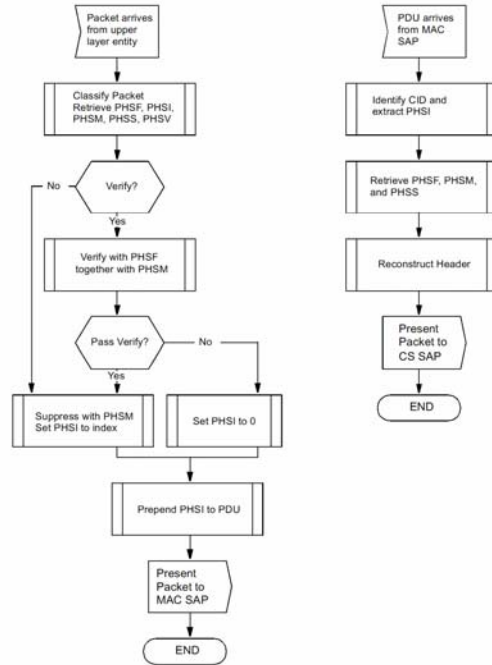 Packet arrives
from upper
layer entity
Classify Packet
Retrieve PHSF, PHSI,
PHSM, PHSS, PHSV
Verify?
No
Yes
Verify with PHSF
together with PHSM
Pass Verify?
No
Yes
Suppress with PHSM
Set PHSI to index
Set PHSI to 0
Prepend PHSI to PDU
Present
Packet to
MAC SAP
END
PDU arrives
from MAC
SAP
Identify CID and
extract PHSI
Retrieve PHSF, PHSM,
and PHSS
Reconstruct Header
Present
Packet to
CS SAP
END